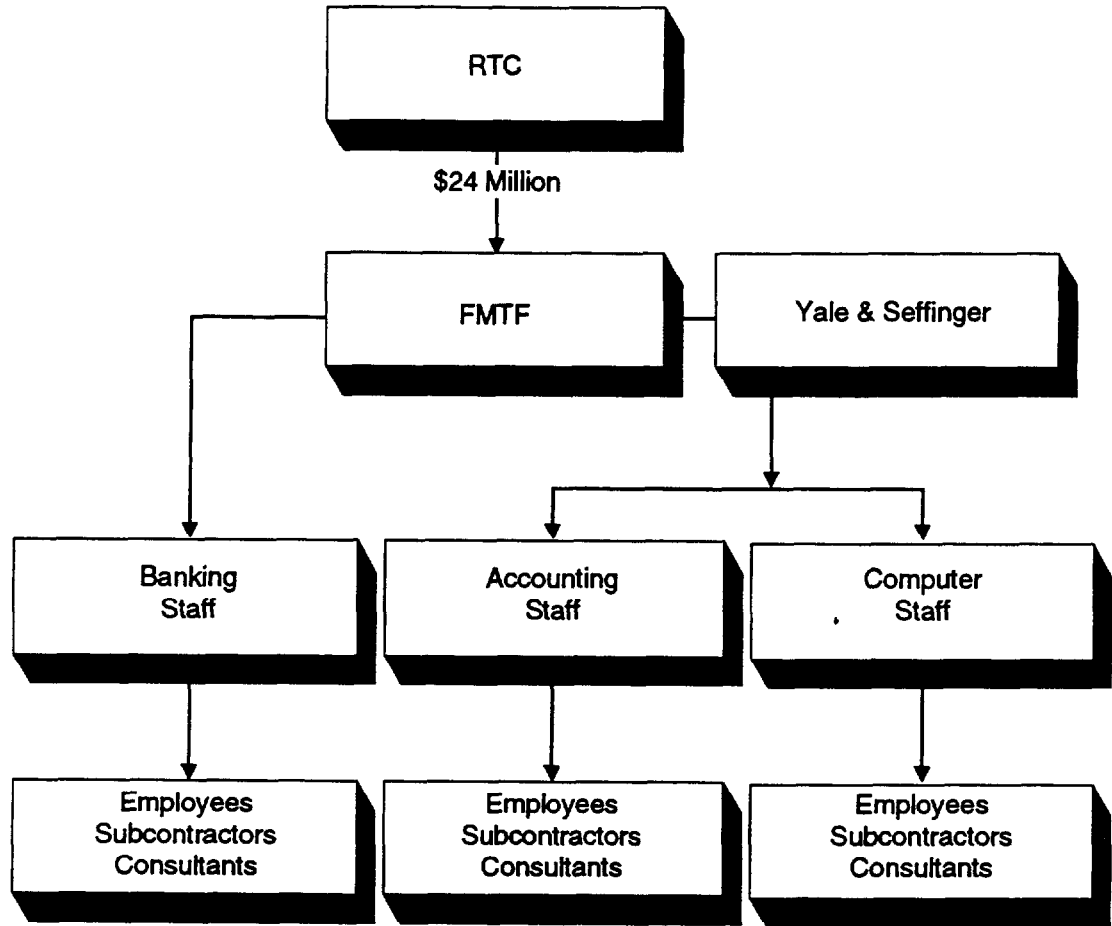 RTC
$24 Million
FMTF
Yale & Seffinger
Banking
Staff
Accounting
Staff
Computer
Staff
Employees
Subcontractors
Consultants
Employees
Subcontractors
Consultants
Employees
Subcontractors
Consultants